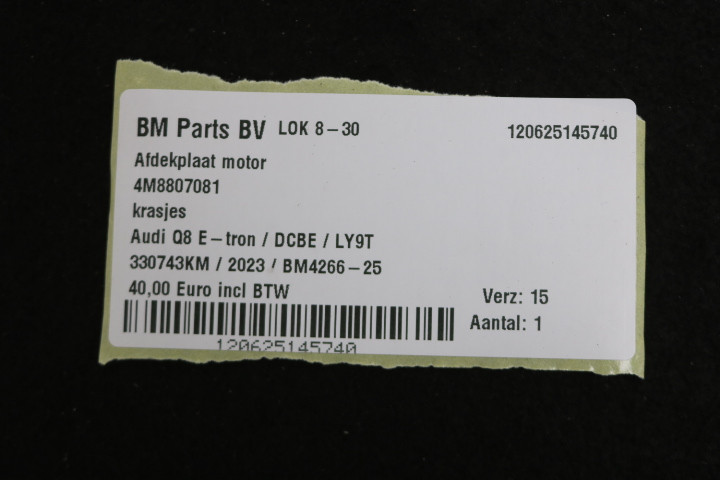 BM Parts BV LOK 8-30 120625145740
Afdekplaat motor
4M8807081
krasjes
Audi Q8 E-tron / DCBE / LY9T
330743KM / 2023 / BM4266-25
40,00 Euro incl BTW Verz: 15
Aantal: 1
120625145740